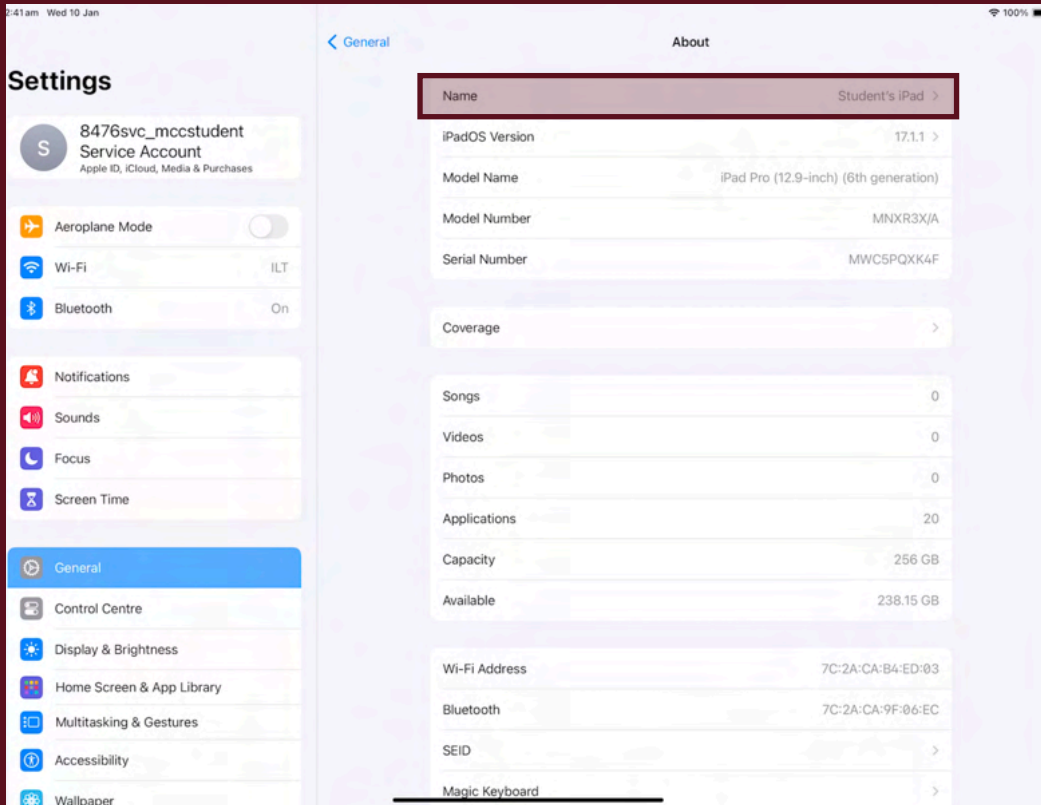 2:41am Wed 10 Jan
100%
General
About
Settings
8476svc_mccstudent
Service Account
Apple ID, iCloud, Media & Purchases
S
Aeroplane Mode
Wi-Fi ILT
Bluetooth On
Notifications
Sounds
Focus
Screen Time
General
Control Centre
Display & Brightness
Home Screen & App Library
Multitasking & Gestures
Accessibility
Wallpaper
Name Student's iPad
iPadOS Version 17.1.1
Model Name iPad Pro (12.9-inch) (6th generation)
Model Number MNXR3X/A
Serial Number MWC5PQXK4F
Coverage
Songs 0
Videos 0
Photos 0
Applications 20
Capacity 256 GB
Available 238.15 GB
Wi-Fi Address 7C:2A:CA:B4:ED:03
Bluetooth 7C:2A:CA:9F:06:EC
SEID
Magic Keyboard